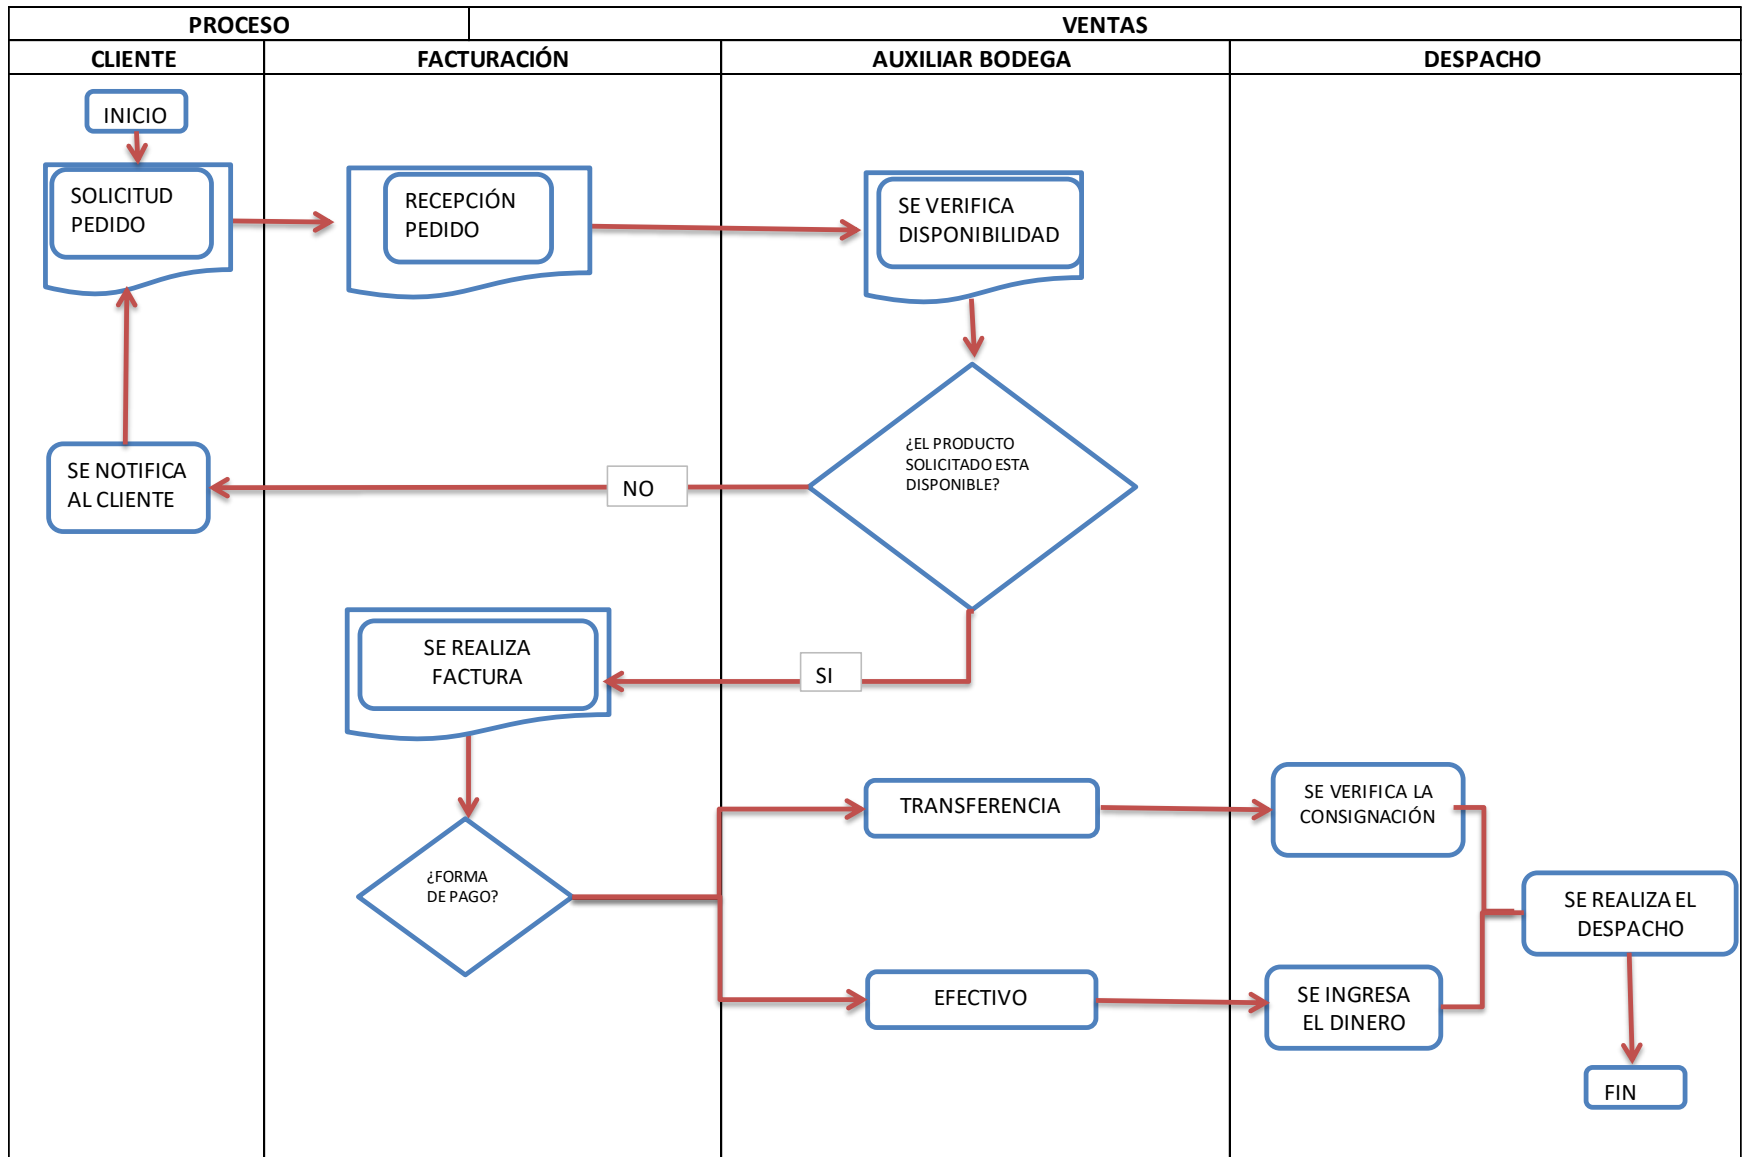 PROCESO
VENTAS
CLIENTE
FACTURACIÓN
AUXILIAR BODEGA
DESPACHO
INICIO
SOLICITUD
PEDIDO
RECEPCIÓN
PEDIDO
SE VERIFICA
DISPONIBILIDAD
¿EL PRODUCTO
SOLICITADO ESTA
DISPONIBLE?
NO
SE NOTIFICA
AL CLIENTE
SI
SE REALIZA
FACTURA
¿FORMA
DE PAGO?
TRANSFERENCIA
SE VERIFICA LA
CONSIGNACIÓN
EFECTIVO
SE INGRESA
EL DINERO
SE REALIZA EL
DESPACHO
FIN